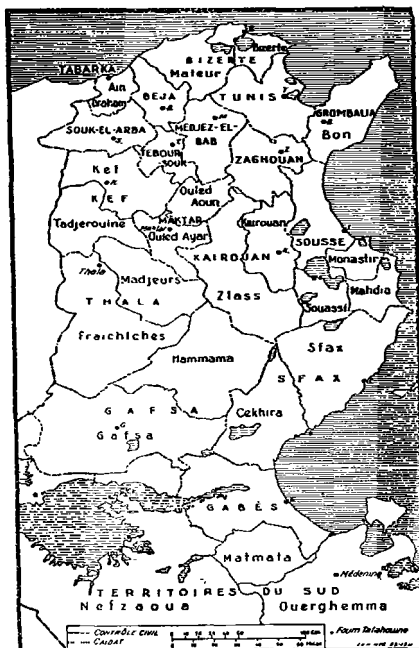 Bizerte
BIZERTE
Mateur
TABARKA
Ain
Draham
BEJA
TUNIS
GROMBALIA
Bon
SOUK-EL-ARBA
MEDJEZ-EL-
BAB
TEBOUR
SOUK
ZAGHOUAN
Kef
KEF
Ouled
Aoun
Tadjerouine
MAKTAR
Ouled Ayar
Kairouan
SOUSSE
Monastir
Thala
Madjeurs
KAIROUAN
THALA
Zlass
Souassi
Mahdia
Fraichiches
Hammama
Sfax
SFAX
GAFSA
Gafsa
Cekhira
GABÈS
Matmata
Médenine
TERRITOIRES DU SUD
Nefzaoua
Ouerghemma
CONTRÔLE CIVIL
CAIDAT
Foum Tatahouine